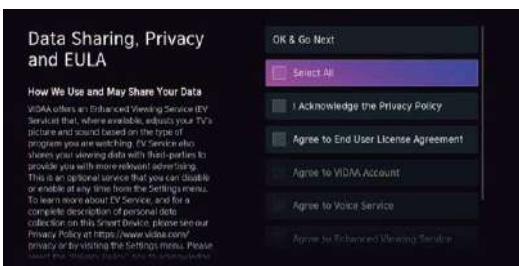 Data Sharing, Privacy
and EULA
How We Use and May Share Your Data
VIDAA offers an Enhanced Viewing Service (EV
Service) that, where available, adjusts your TV's
picture and sound based on the type of
program you are watching. EV Service also
shares your viewing data with third-parties to
provide you with more relevant advertising.
This is an optional service that you can disable
or enable at any time from the Settings menu.
To learn more about EV Service, and for a
complete description of personal data
collection on this Smart Device, please see our
Privacy Policy at https://www.vidaa.com/
privacy or by visiting the Settings menu. Please
OK & Go Next
Select All
I Acknowledge the Privacy Policy
Agree to End User License Agreement
Agree to VIDAA Account
Agree to Voice Service
Agree to Enhanced Viewing Service